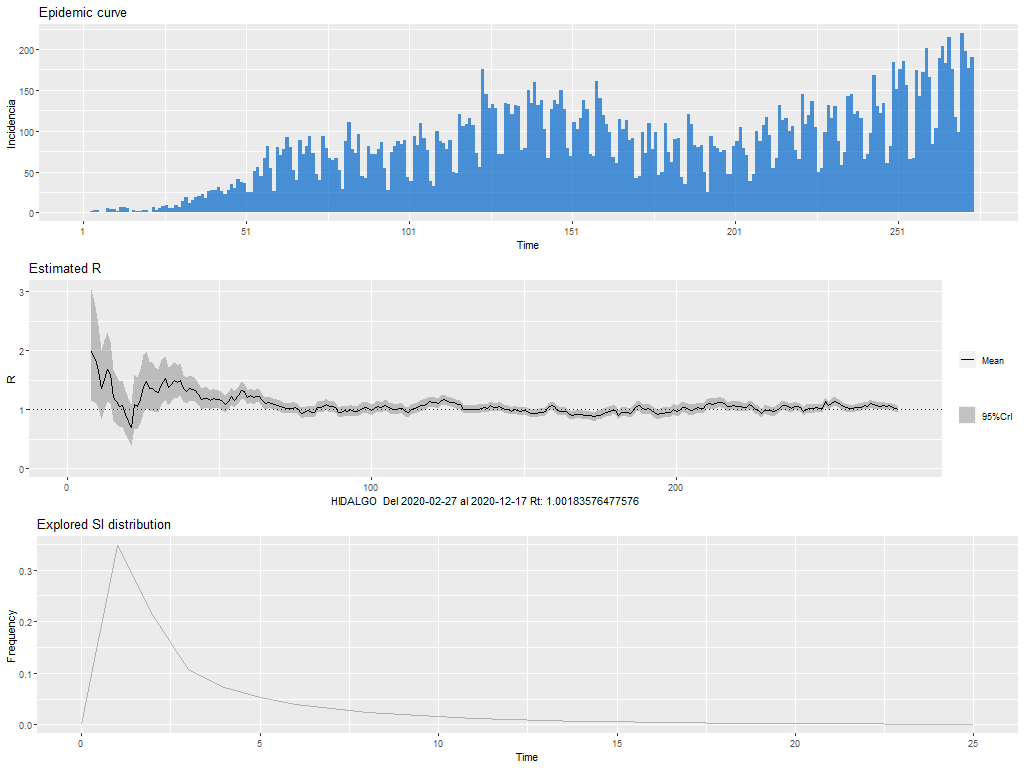 Epidemic curve
Incidencia
200
150
100
50
0
1 51 101 151 201 251
Time
Estimated R
R
3
2
1
0
0 100 200
HIDALGO Del 2020-02-27 al 2020-12-17 Rt: 1.00183576477576
Mean
95%CrI
Explored SI distribution
Frequency
0.3
0.2
0.1
0.0
0 5 10 15 20 25
Time